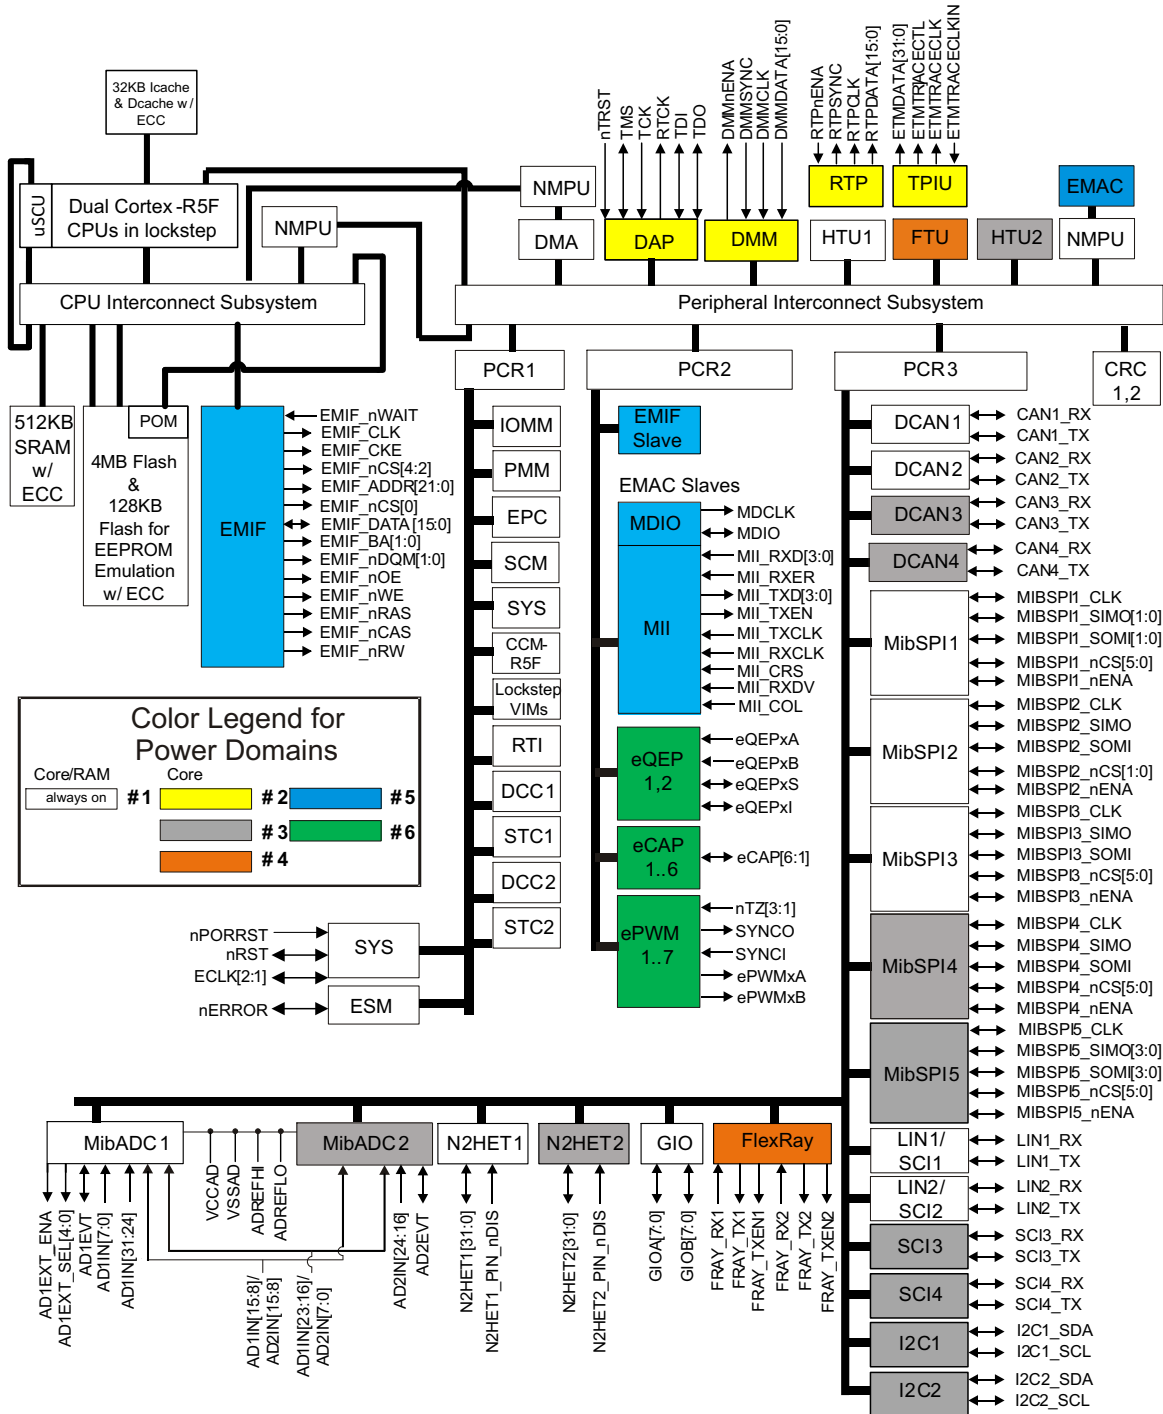 32KB Icache
& Dcache w/
ECC
uSCU
Dual Cortex -R5F
CPUs in lockstep
NMPU
CPU Interconnect Subsystem
nTRST
TMS
TCK
RTCK
TDI
TDO
DMMnENA
DMMSYNC
DMMCLK
DMMDATA[15:0]
RTPnENA
RTPSYNC
RTPCLK
RTPDATA[15:0]
ETMDATA[31:0]
ETMTRACECTL
ETMTRACECLK
ETMTRACECLKIN
NMPU
DMA
DAP
DMM
RTP
HTU1
TPIU
FTU
HTU2
EMAC
NMPU
Peripheral Interconnect Subsystem
PCR1
PCR2
PCR3
CRC
1,2
512KB
SRAM
w/
ECC
POM
4MB Flash
&
128KB
Flash for
EEPROM
Emulation
w/ ECC
EMIF
EMIF_nWAIT
EMIF_CLK
EMIF_CKE
EMIF_nCS[4:2]
EMIF_ADDR[21:0]
EMIF_nCS[0]
EMIF_DATA[15:0]
EMIF_BA[1:0]
EMIF_nDQM[1:0]
EMIF_nOE
EMIF_nWE
EMIF_nRAS
EMIF_nCAS
EMIF_nRW
IOMM
PMM
EPC
SCM
SYS
CCM-
R5F
Lockstep
VIMs
RTI
DCC1
STC1
DCC2
STC2
EMIF
Slave
EMAC Slaves
MDIO
MDCLK
MDIO
MII
MII_RXD[3:0]
MII_RXER
MII_TXD[3:0]
MII_TXEN
MII_TXCLK
MII_RXCLK
MII_CRS
MII_RXDV
MII_COL
eQEP
1,2
eQEPxA
eQEPxB
eQEPxS
eQEPxI
eCAP
1..6
eCAP[6:1]
ePWM
1..7
nTZ[3:1]
SYNCO
SYNCI
ePWMxA
ePWMxB
DCAN1
CAN1_RX
CAN1_TX
DCAN2
CAN2_RX
CAN2_TX
DCAN3
CAN3_RX
CAN3_TX
DCAN4
CAN4_RX
CAN4_TX
MibSPI1
MIBSPI1_CLK
MIBSPI1_SIMO[1:0]
MIBSPI1_SOMI[1:0]
MIBSPI1_nCS[5:0]
MIBSPI1_nENA
MibSPI2
MIBSPI2_CLK
MIBSPI2_SIMO
MIBSPI2_SOMI
MIBSPI2_nCS[1:0]
MIBSPI2_nENA
MibSPI3
MIBSPI3_CLK
MIBSPI3_SIMO
MIBSPI3_SOMI
MIBSPI3_nCS[5:0]
MIBSPI3_nENA
MibSPI4
MIBSPI4_CLK
MIBSPI4_SIMO
MIBSPI4_SOMI
MIBSPI4_nCS[5:0]
MIBSPI4_nENA
MibSPI5
MIBSPI5_CLK
MIBSPI5_SIMO[3:0]
MIBSPI5_SOMI[3:0]
MIBSPI5_nCS[5:0]
MIBSPI5_nENA
LIN1/
SCI1
LIN1_RX
LIN1_TX
LIN2/
SCI2
LIN2_RX
LIN2_TX
SCI3
SCI3_RX
SCI3_TX
SCI4
SCI4_RX
SCI4_TX
I2C1
I2C1_SDA
I2C1_SCL
I2C2
I2C2_SDA
I2C2_SCL
Color Legend for
Power Domains
Core/RAM
Core
always on
#1
#2
#5
#3
#6
#4
nPORRST
nRST
ECLK[2:1]
SYS
nERROR
ESM
MibADC1
MibADC2
N2HET1
N2HET2
GIO
FlexRay
AD1EXT_ENA
AD1EXT_SEL[4:0]
AD1EVT
AD1IN[7:0]
AD1IN[31:24]
VCCAD
VSSAD
ADREFHI
ADREFLO
AD1IN[15:8]/
AD2IN[15:8]
AD1IN[23:16]/
AD2IN[7:0]
AD2IN[24:16]
AD2EVT
N2HET1[31:0]
N2HET1_PIN_nDIS
N2HET2[31:0]
N2HET2_PIN_nDIS
GIOA[7:0]
GIOB[7:0]
FRAY_RX1
FRAY_TX1
FRAY_TXEN1
FRAY_RX2
FRAY_TX2
FRAY_TXEN2